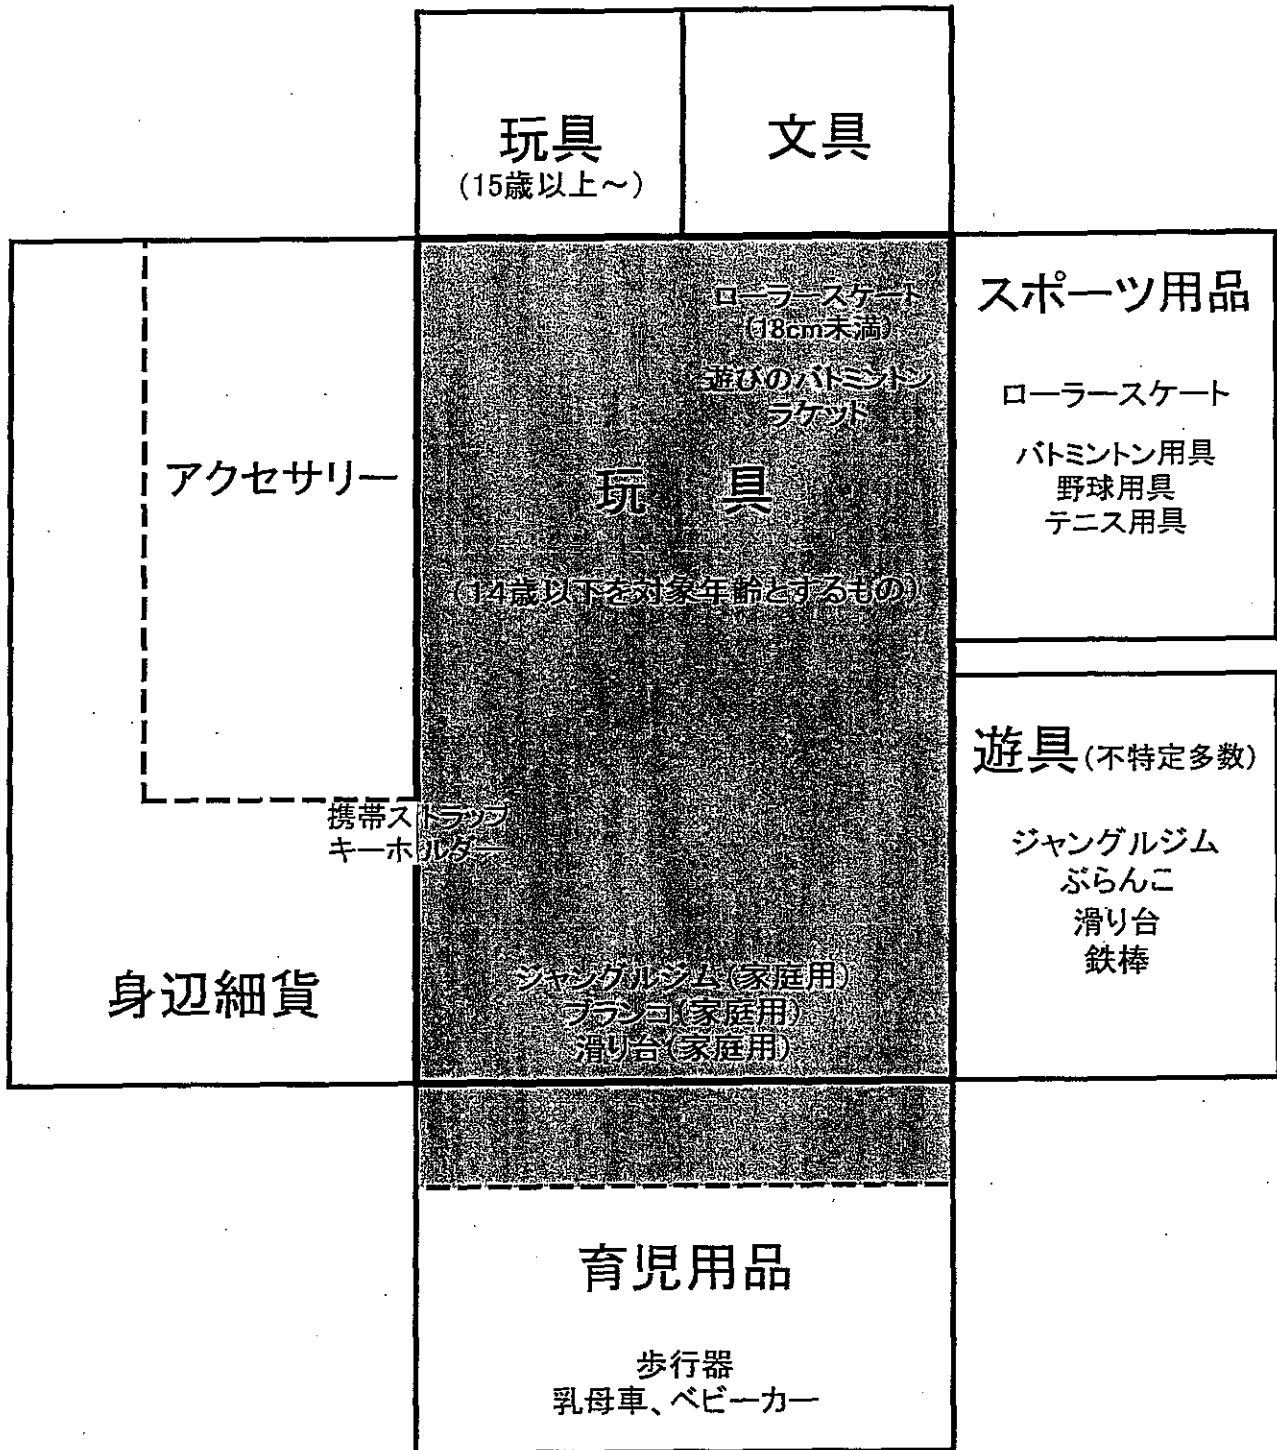 玩具
(15歳以上～)
文具
ローラースケート
(18cm未満)
遊びのバトミントン
ラケット
玩 具
(14歳以下を対象年齢とするもの)
スポーツ用品
ローラースケート
バトミントン用具
野球用具
テニス用具
アクセサリー
携帯ストラップ
キーホルダー
身辺細貨
遊具(不特定多数)
ジャングルジム
ぶらんこ
滑り台
鉄棒
ジャングルジム(家庭用)
ブランコ(家庭用)
滑り台(家庭用)
育児用品
歩行器
乳母車、ベビーカー